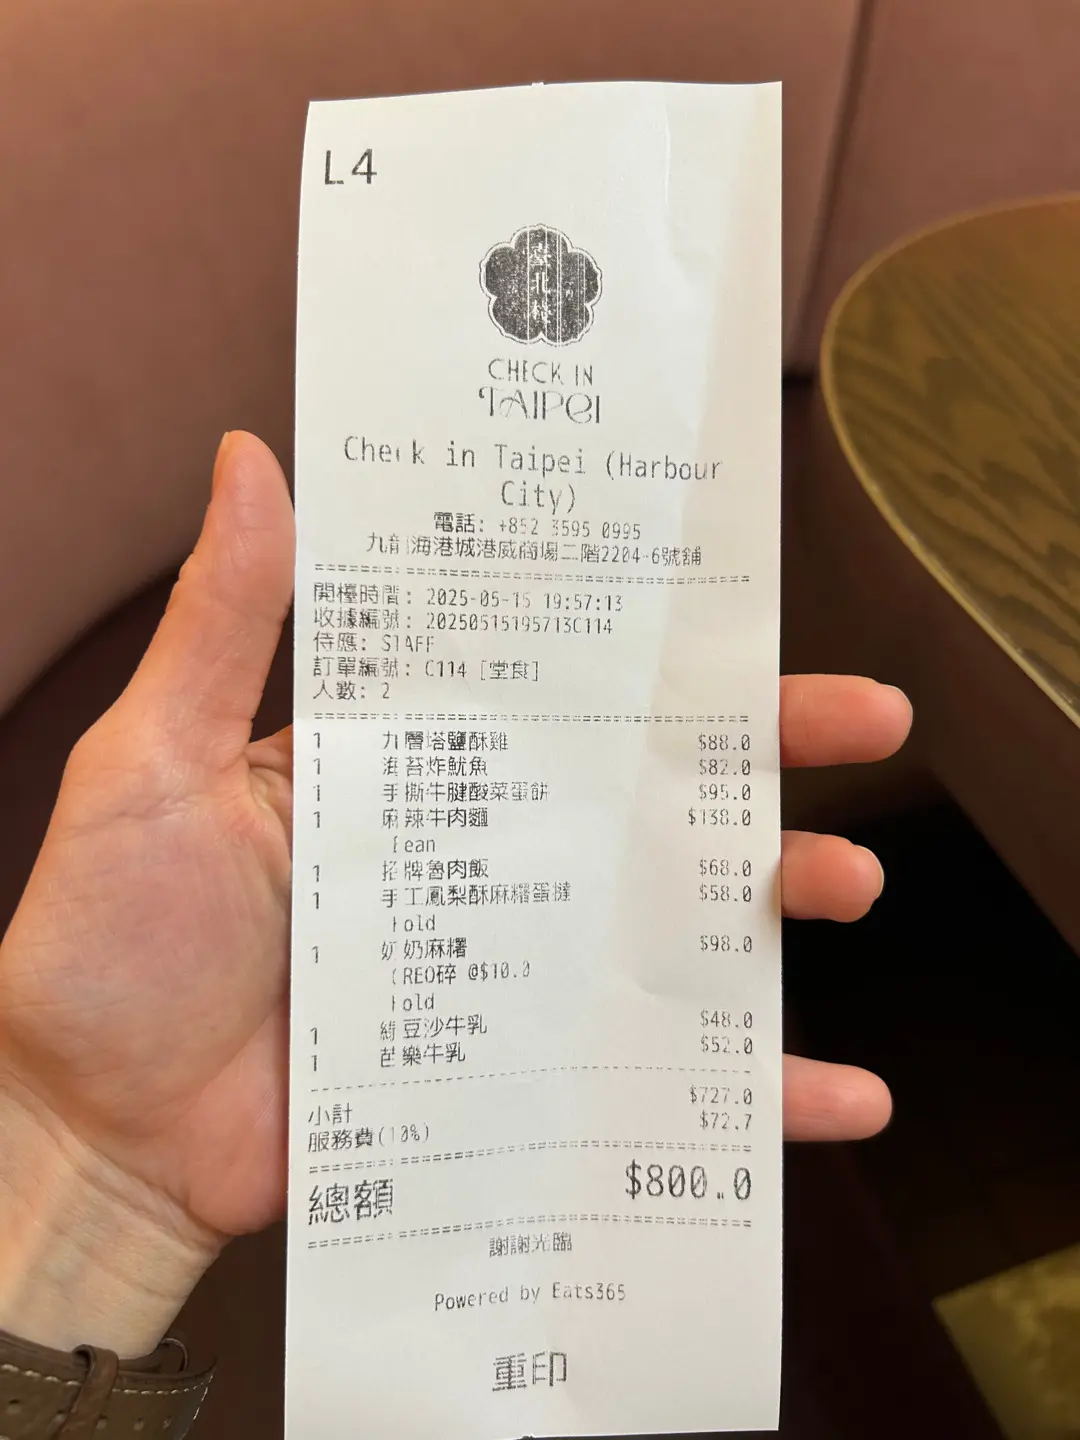 L4
臺北棧
CHECK IN
TAIPEI
Check in Taipei (Harbour
City)
電話: +852 3595 0995
九龍海港城港威商場二階2204-6號舖
開檯時間: 2025-05-15 19:57:13
收據編號: 20250515195713C114
侍應: STAFF
訂單編號: C114 [堂食]
人數: 2
1 九層塔鹽酥雞 $88.0
1 海苔炸魷魚 $82.0
1 手撕牛腱酸菜蛋餅 $95.0
1 麻辣牛肉麵 $138.0
ean
1 招牌魯肉飯 $68.0
1 手工鳳梨酥麻糬蛋撻 $58.0
old
1 奶奶麻糬 $98.0
OREO碎 @$10.0
old
1 綠豆沙牛乳 $48.0
1 芭樂牛乳 $52.0
小計 $727.0
服務費(10%) $72.7
總額 $800.0
謝謝光臨
Powered by Eats365
重印